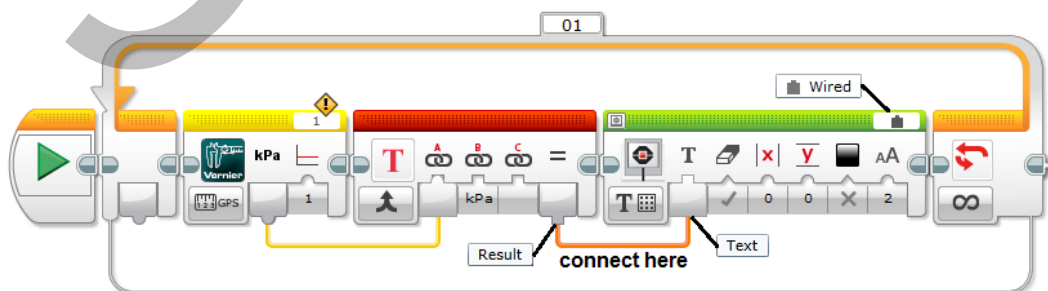 01
Wired
1
Vernier
kPa
GPS
1
T
A B C
=
kPa
T
x
y
AA
T
0
0
2
∞
Result
connect here
Text